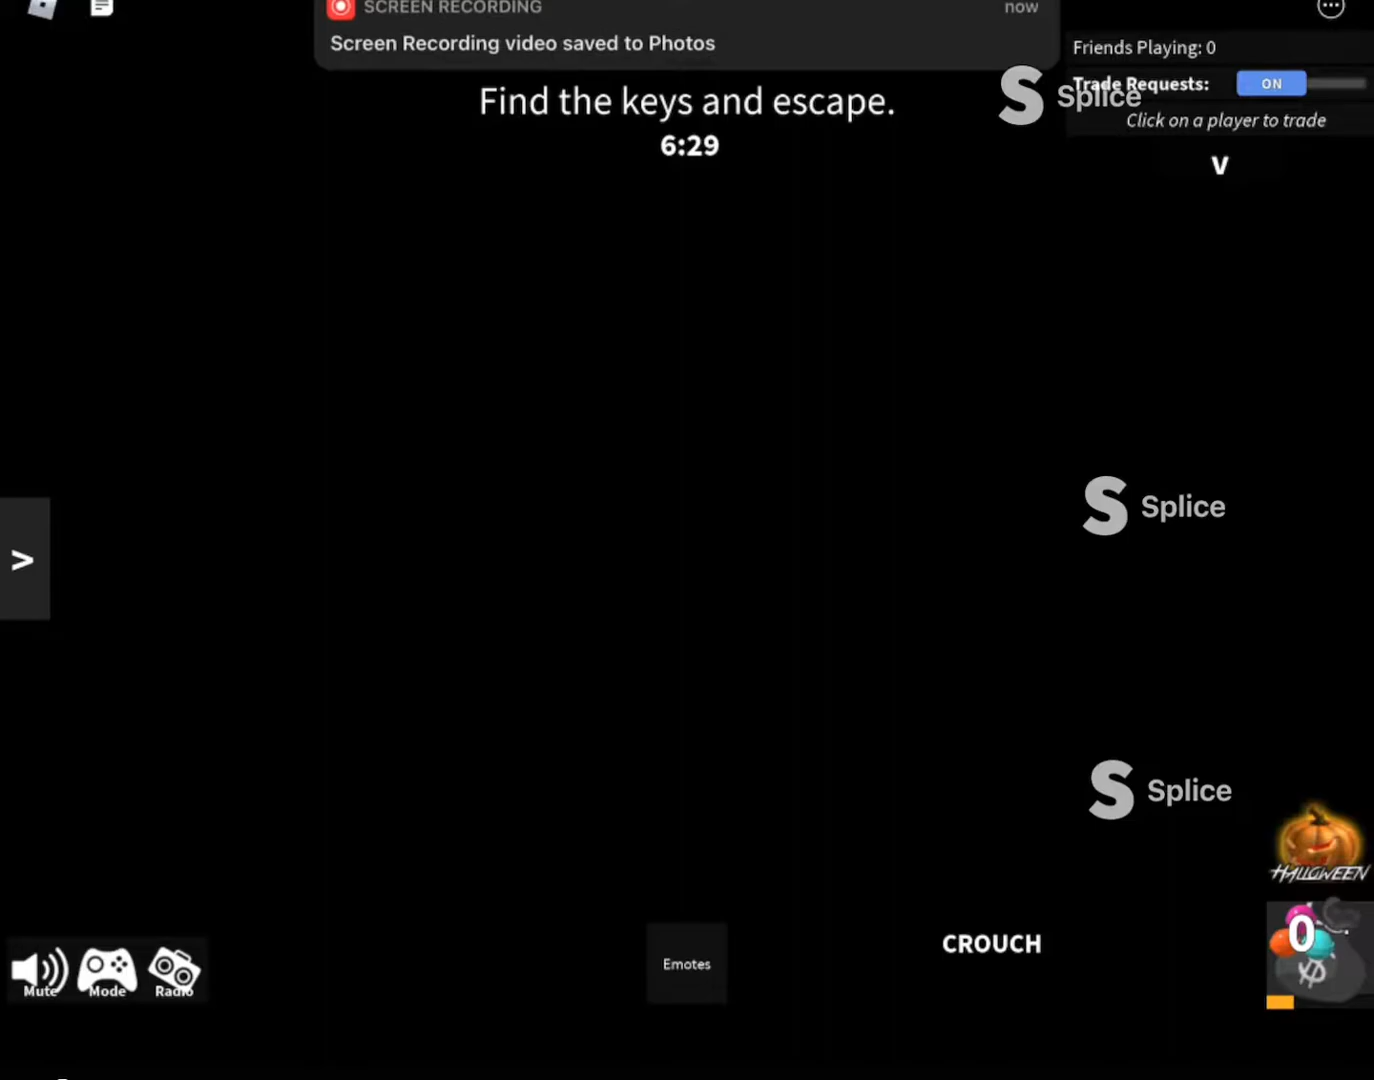 SCREEN RECORDING
now
Screen Recording video saved to Photos
Friends Playing: 0
Find the keys and escape.
Trade Requests:
ON
Splice
Click on a player to trade
6:29
V
Splice
>
Splice
HALLOWEEN
0
CROUCH
Emotes
Mute
Mode
Radio